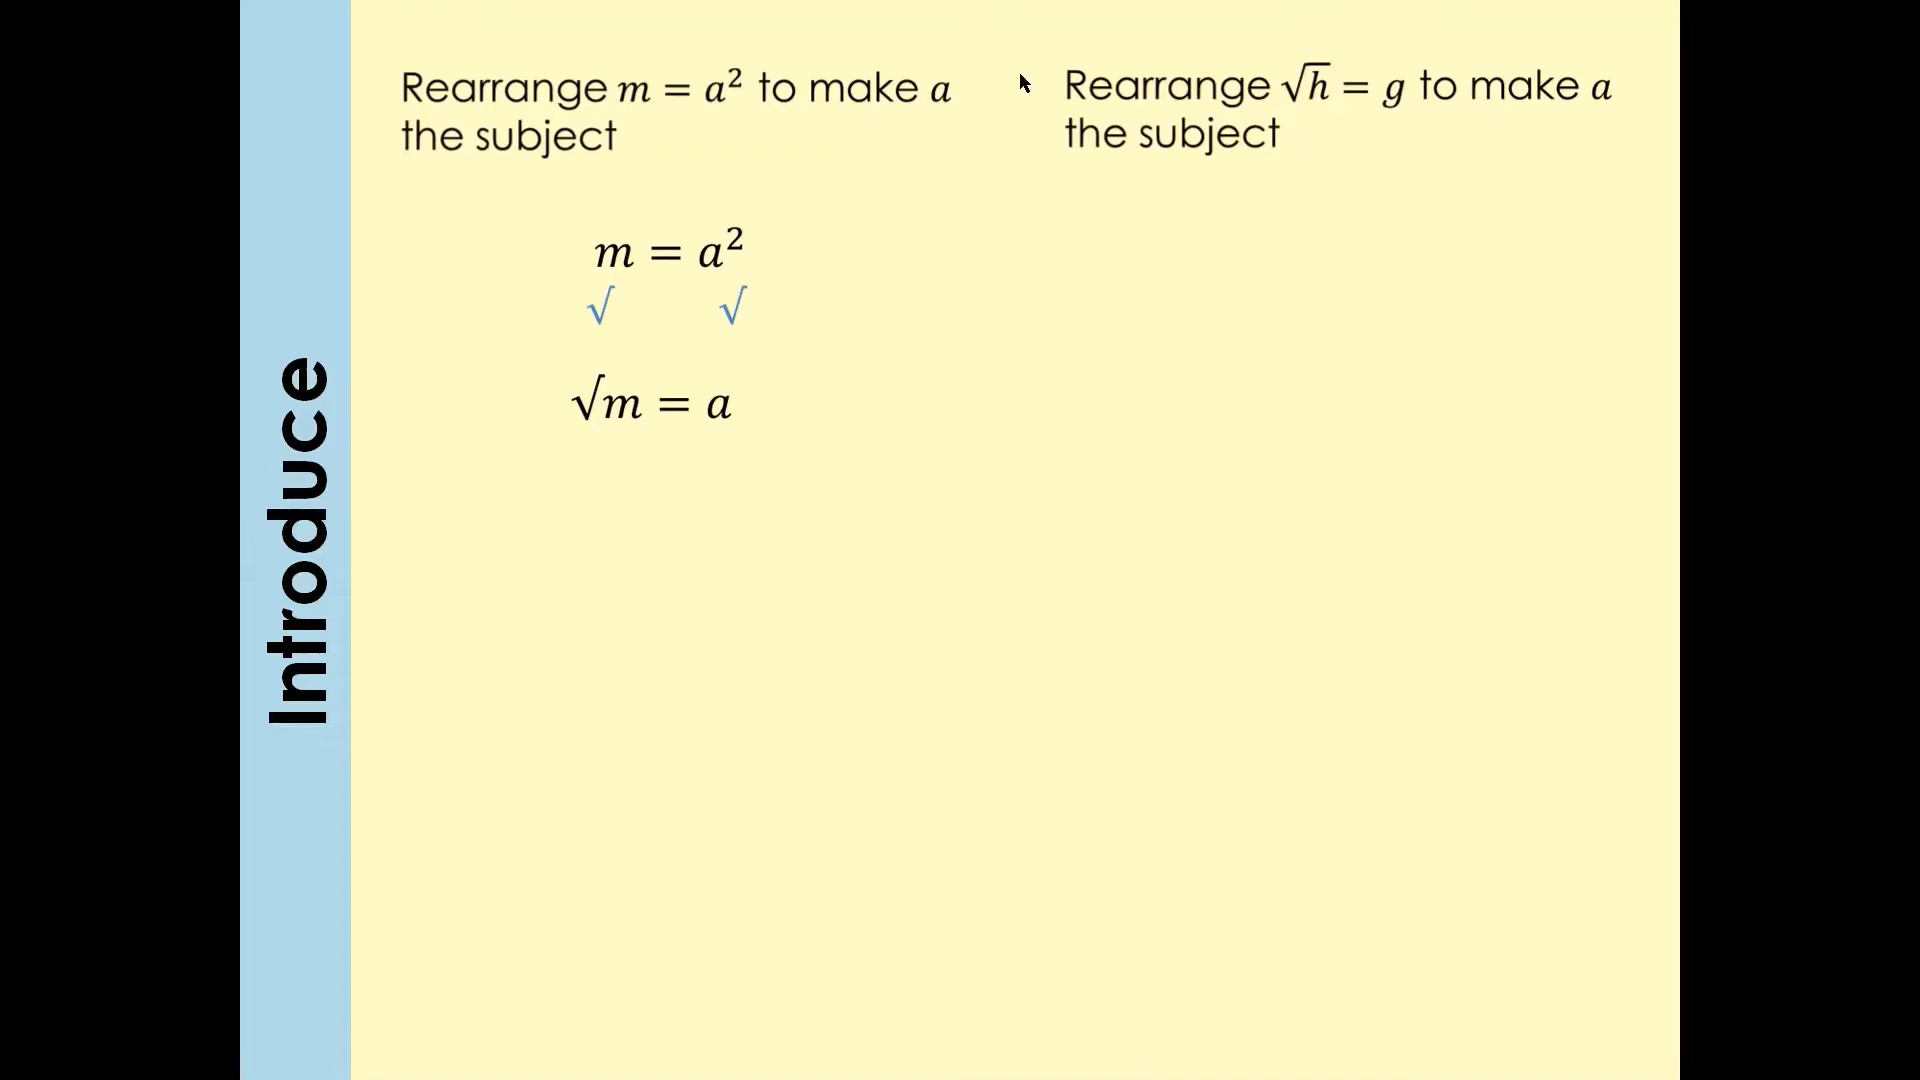 Introduce
Rearrange m = a² to make a
the subject
m = a²
√ √
√m = a
Rearrange √h = g to make a
the subject